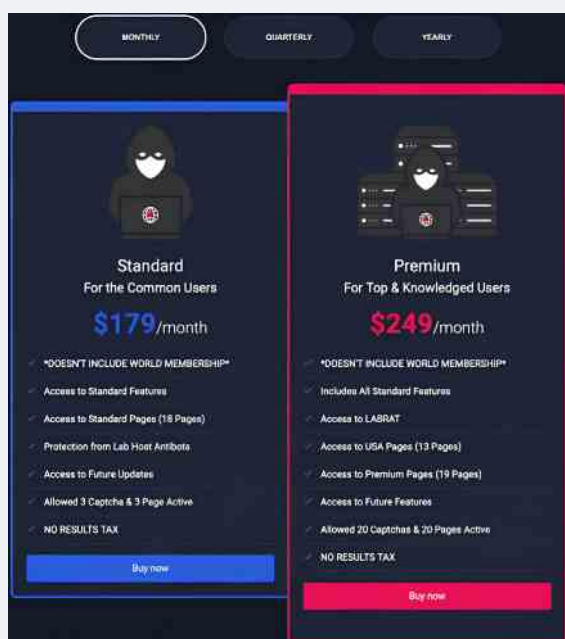 MONTHLY
QUARTERLY
YEARLY
Standard
For the Common Users
$179/month
*DOESN'T INCLUDE WORLD MEMBERSHIP*
Access to Standard Features
Access to Standard Pages (18 Pages)
Protection from Lab Host Antibots
Access to Future Updates
Allowed 3 Captcha & 3 Page Active
NO RESULTS TAX
Buy now
Premium
For Top & Knowledged Users
$249/month
*DOESN'T INCLUDE WORLD MEMBERSHIP*
Includes All Standard Features
Access to LABRAT
Access to USA Pages (13 Pages)
Access to Premium Pages (19 Pages)
Access to Future Features
Allowed 20 Captchas & 20 Pages Active
NO RESULTS TAX
Buy now